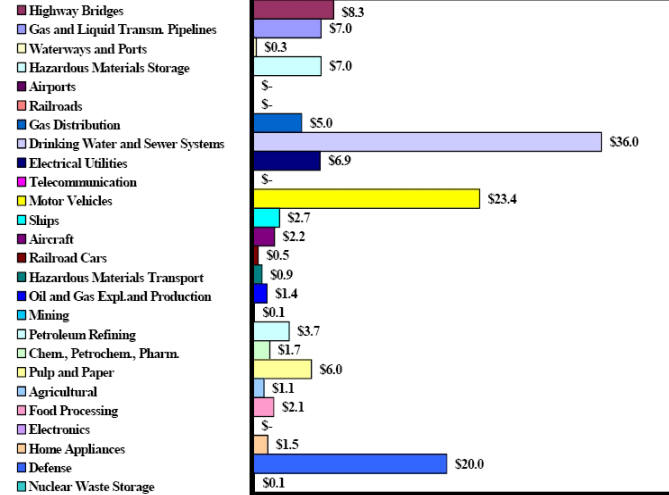 Highway Bridges $8.3
Gas and Liquid Transm. Pipelines $7.0
Waterways and Ports $0.3
Hazardous Materials Storage $7.0
Airports $-
Railroads $-
Gas Distribution $5.0
Drinking Water and Sewer Systems $36.0
Electrical Utilities $6.9
Telecommunication $-
Motor Vehicles $23.4
Ships $2.7
Aircraft $2.2
Railroad Cars $0.5
Hazardous Materials Transport $0.9
Oil and Gas Expl.and Production $1.4
Mining $0.1
Petroleum Refining $3.7
Chem., Petrochem., Pharm. $1.7
Pulp and Paper $6.0
Agricultural $1.1
Food Processing $2.1
Electronics $-
Home Appliances $1.5
Defense $20.0
Nuclear Waste Storage $0.1